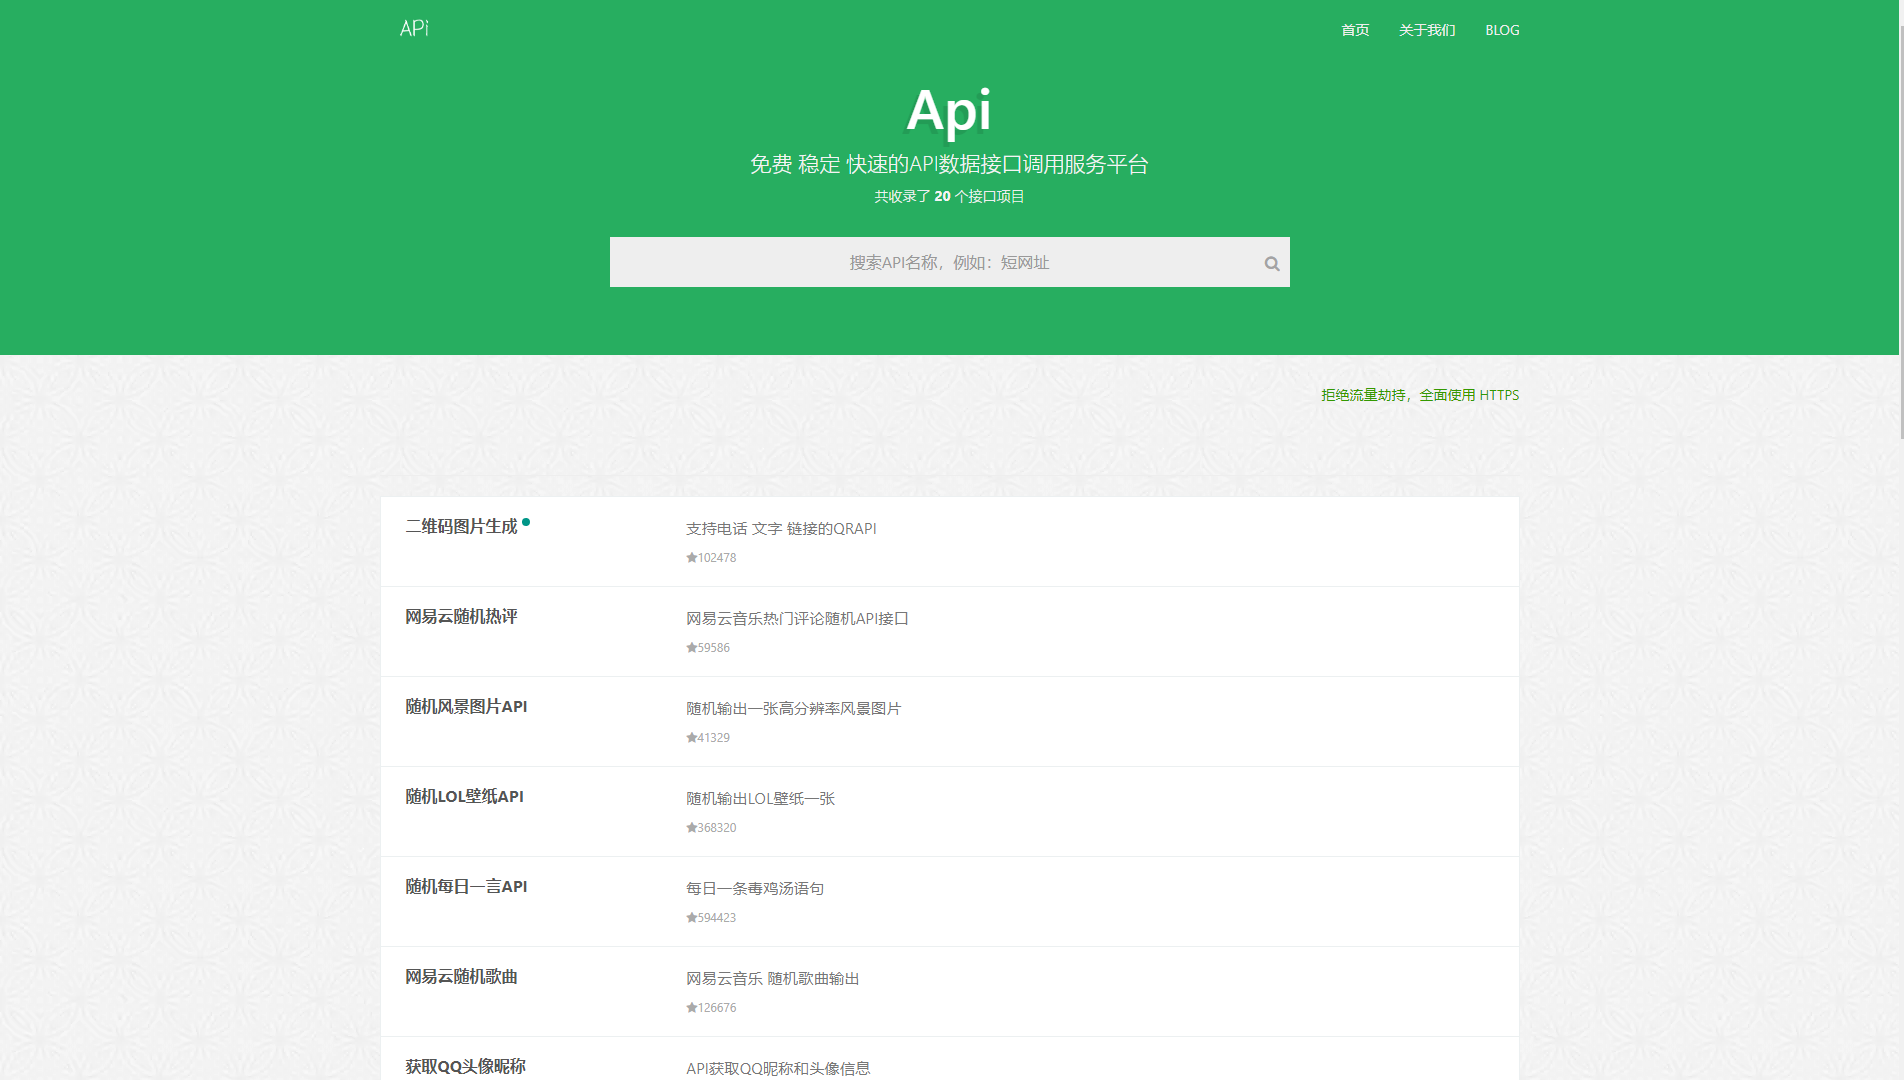 APi
首页 关于我们 BLOG
Api
免费 稳定 快速的API数据接口调用服务平台
共收录了 20 个接口项目
搜索API名称，例如：短网址
拒绝流量劫持，全面使用 HTTPS
二维码图片生成
支持电话 文字 链接的QRAPI
102478
网易云随机热评
网易云音乐热门评论随机API接口
59586
随机风景图片API
随机输出一张高分辨率风景图片
41329
随机LOL壁纸API
随机输出LOL壁纸一张
368320
随机每日一言API
每日一条毒鸡汤语句
594423
网易云随机歌曲
网易云音乐 随机歌曲输出
126676
获取QQ头像昵称
API获取QQ昵称和头像信息